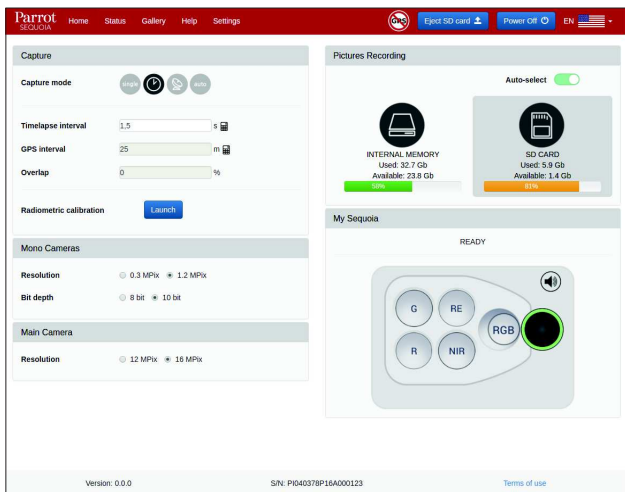 Parrot
SEQUOIA
Home Status Gallery Help Settings
GPS
Eject SD card
Power Off
EN
Capture
Capture mode
single
auto
Timelapse interval 1,5 s
GPS interval 25 m
Overlap 0 %
Radiometric calibration Launch
Mono Cameras
Resolution 0.3 MPix 1.2 MPix
Bit depth 8 bit 10 bit
Main Camera
Resolution 12 MPix 16 MPix
Pictures Recording
Auto-select
INTERNAL MEMORY
Used: 32.7 Gb
Available: 23.8 Gb
58%
SD CARD
Used: 5.9 Gb
Available: 1.4 Gb
81%
My Sequoia
READY
G RE
RGB
R NIR
Version: 0.0.0 S/N: PI040378P16A000123 Terms of use